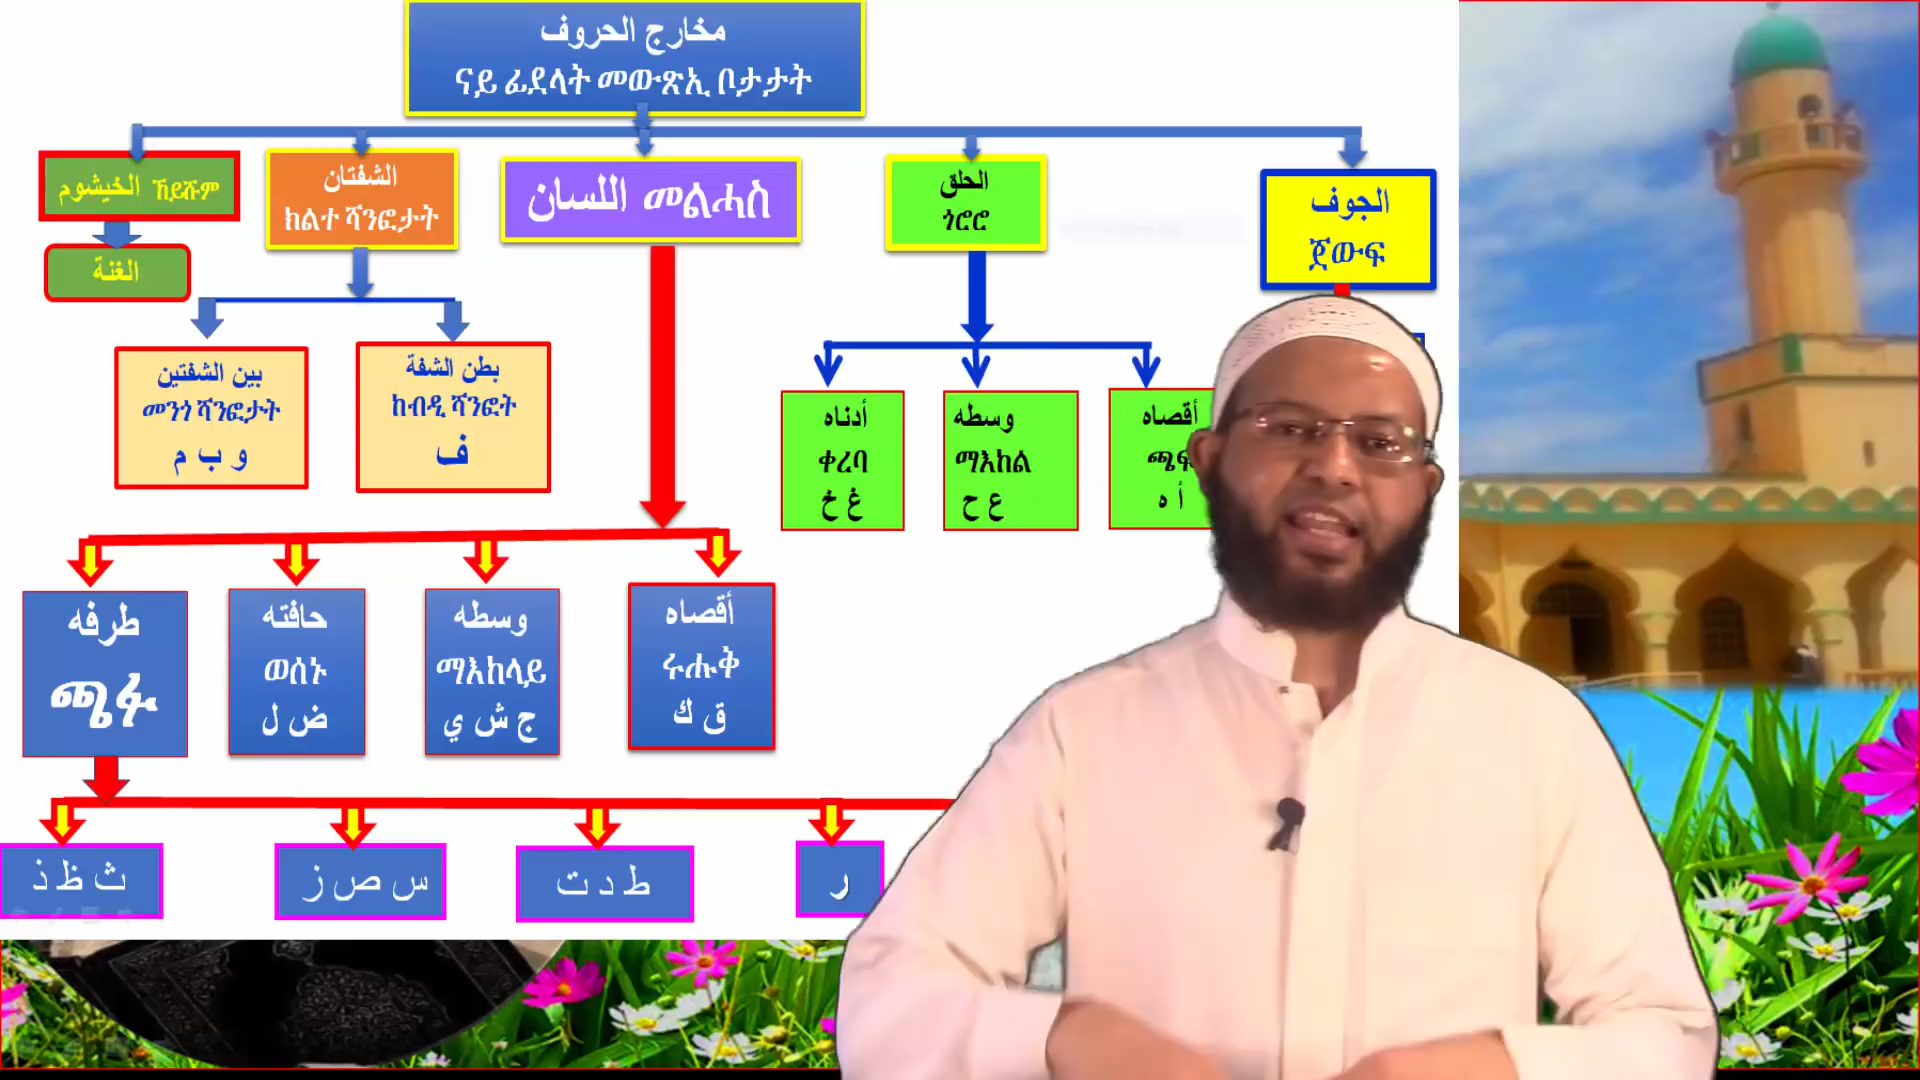 مخارج الحروف
ናይ ፊደላት መውጽኢ ቦታታት
الجوف
ጀውፍ
الحلق
ጎሮሮ
اللسان መልሓስ
الشفتان
ክልተ ሻንፎታት
الخيشوم ኸይሹም
الغنة
بين الشفتين
መንጎ ሻንፎታት
و ب م
بطن الشفة
ከብዲ ሻንፎት
ف
أقصاه
أ ه
وسطه
ማእከል
ع ح
أدناه
ቀረባ
غ خ
أقصاه
ሩሑቅ
ق ك
وسطه
ማእከላይ
ج ش ي
حافته
ወሰኑ
ض ل
طرفه
ጫፉ
ر
ط د ت
س ص ز
ث ظ ذ